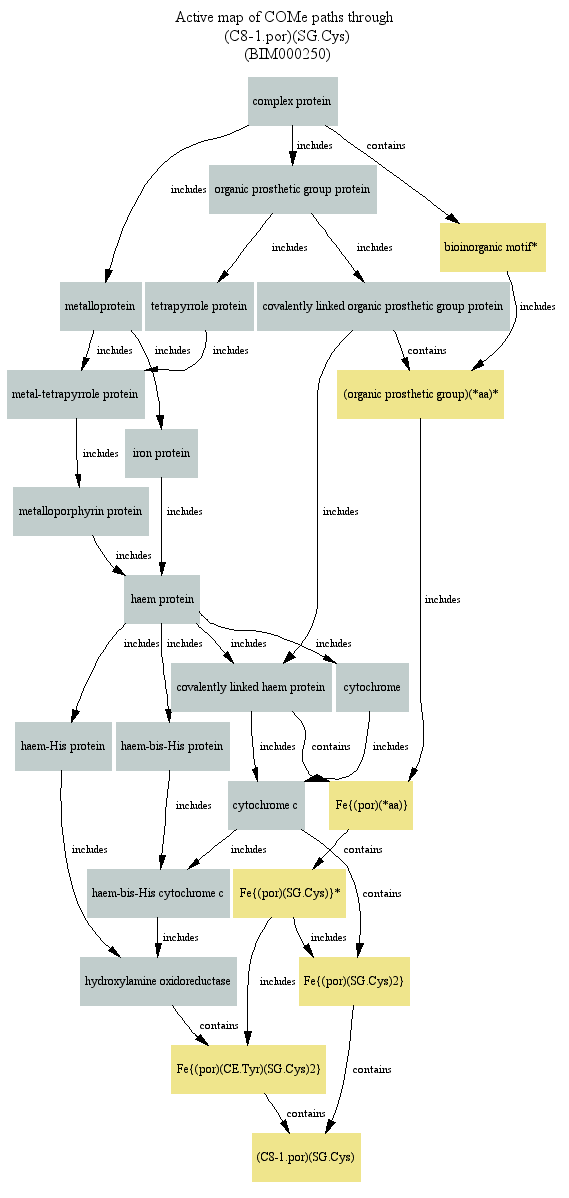 Active map of COMe paths through
(C8-1.por)(SG.Cys)
(BIM000250)
complex protein
includes
contains
includes
organic prosthetic group protein
bioinorganic motif*
includes
includes
includes
metalloprotein
tetrapyrrole protein
covalently linked organic prosthetic group protein
includes
includes
includes
contains
metal-tetrapyrrole protein
(organic prosthetic group)(*aa)*
iron protein
includes
metalloporphyrin protein
includes
includes
includes
haem protein
includes
includes
includes
includes
includes
covalently linked haem protein
cytochrome
haem-His protein
haem-bis-His protein
includes
contains
includes
cytochrome c
Fe{(por)(*aa)}
includes
includes
includes
contains
haem-bis-His cytochrome c
Fe{(por)(SG.Cys)}*
contains
includes
includes
hydroxylamine oxidoreductase
includes
Fe{(por)(SG.Cys)2}
contains
Fe{(por)(CE.Tyr)(SG.Cys)2}
contains
contains
(C8-1.por)(SG.Cys)